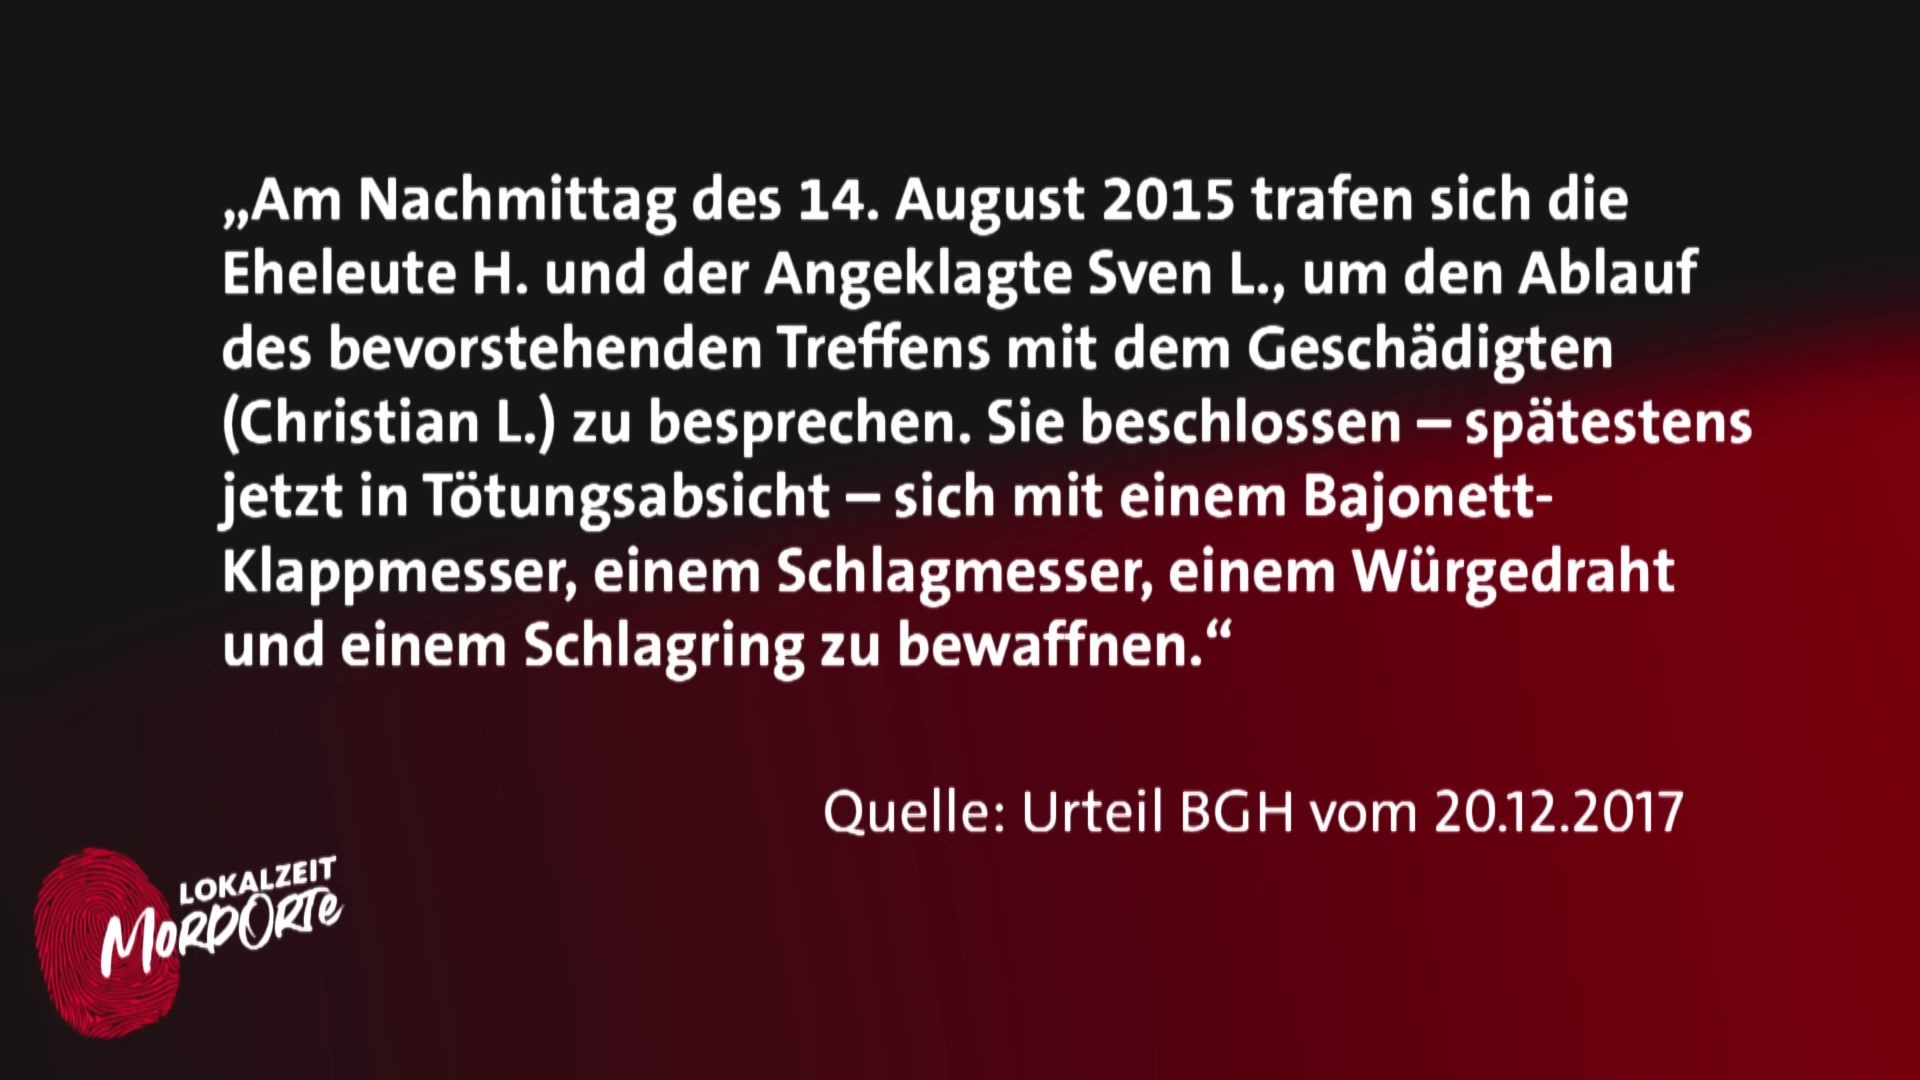 „Am Nachmittag des 14. August 2015 trafen sich die
Eheleute H. und der Angeklagte Sven L., um den Ablauf
des bevorstehenden Treffens mit dem Geschädigten
(Christian L.) zu besprechen. Sie beschlossen – spätestens
jetzt in Tötungsabsicht – sich mit einem Bajonett-
Klappmesser, einem Schlagmesser, einem Würgedraht
und einem Schlagring zu bewaffnen.“
Quelle: Urteil BGH vom 20.12.2017
LOKALZEIT
MORDORTe